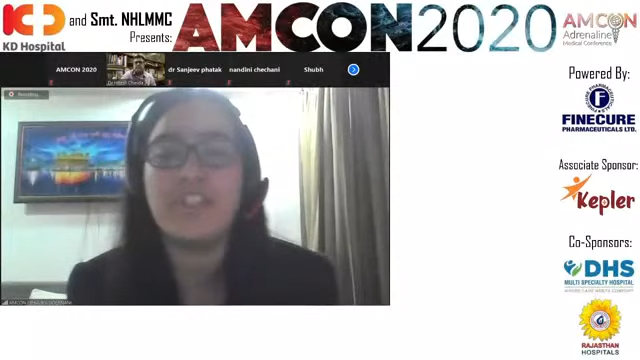 KD Hospital
and Smt. NHLMMC
Presents:
AMCON2020
AMCON
Adrenaline
Medical Conference
AMCON 2020
dr Sanjeev phatak
nandini chechani
Shubh
Recording...
Powered By:
FINECURE
PHARMACEUTICALS LTD.
Associate Sponsor:
Kepler
Co-Sponsors:
DHS
MULTI SPECIALITY HOSPITAL
RAJASTHAN
HOSPITALS